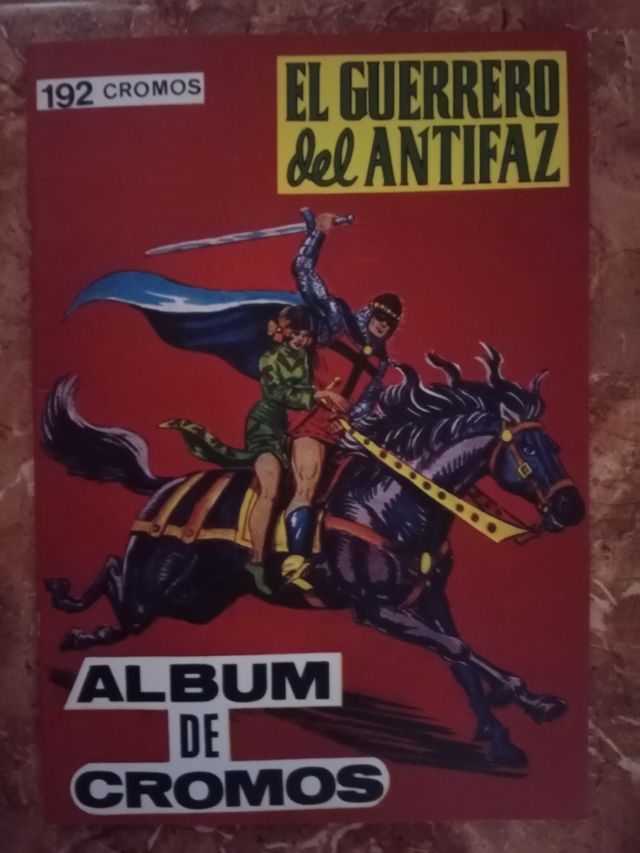 192 CROMOS
EL GUERRERO
del ANTIFAZ
ALBUM
DE
CROMOS